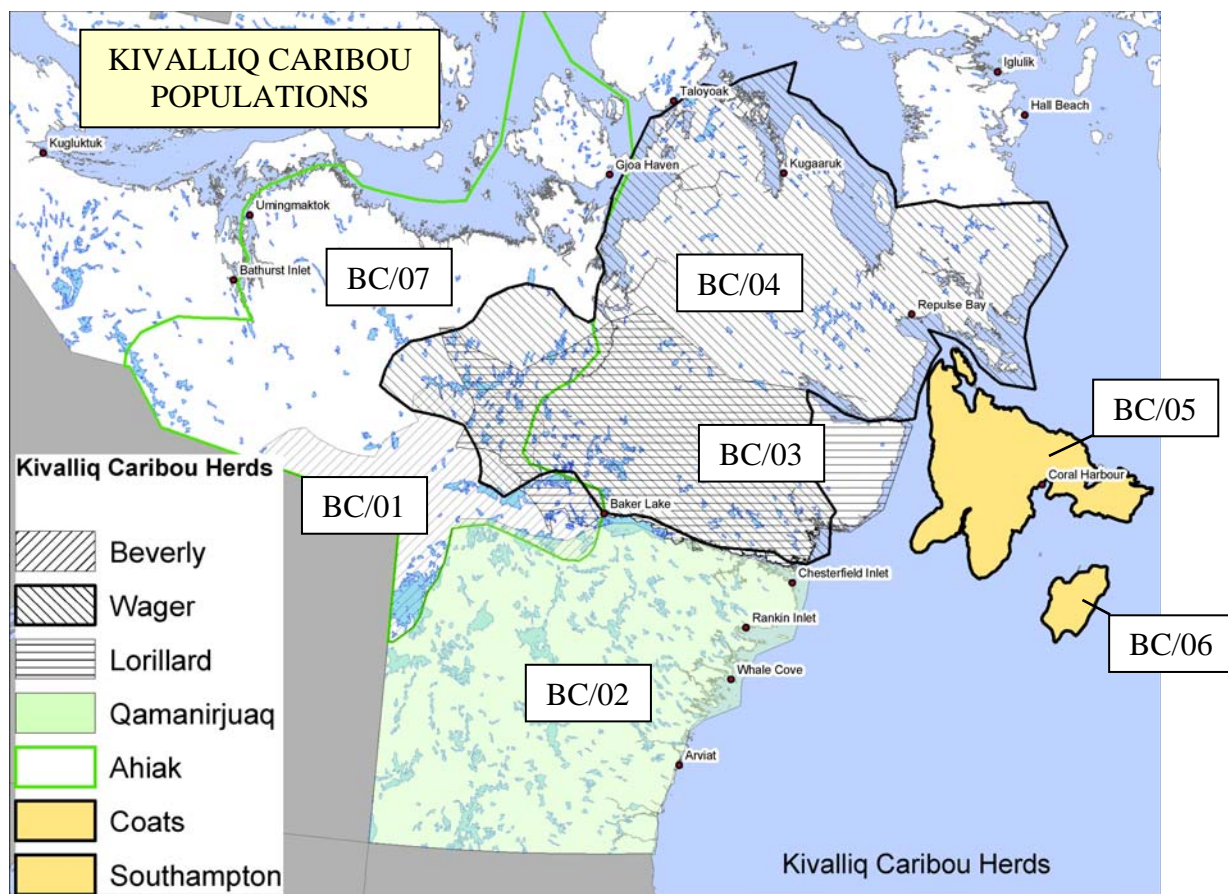 KIVALLIQ CARIBOU
POPULATIONS
Iglulik
Taloyoak
Hall Beach
Kugluktuk
Gjoa Haven
Kugaaruk
Umingmaktok
BC/07
BC/04
Bathurst Inlet
Repulse Bay
BC/05
BC/03
Kivalliq Caribou Herds
Coral Harbour
BC/01
Baker Lake
Beverly
Chesterfield Inlet
Wager
Rankin Inlet
BC/06
Lorillard
Whale Cove
BC/02
Qamanirjuaq
Arviat
Ahiak
Coats
Kivalliq Caribou Herds
Southampton